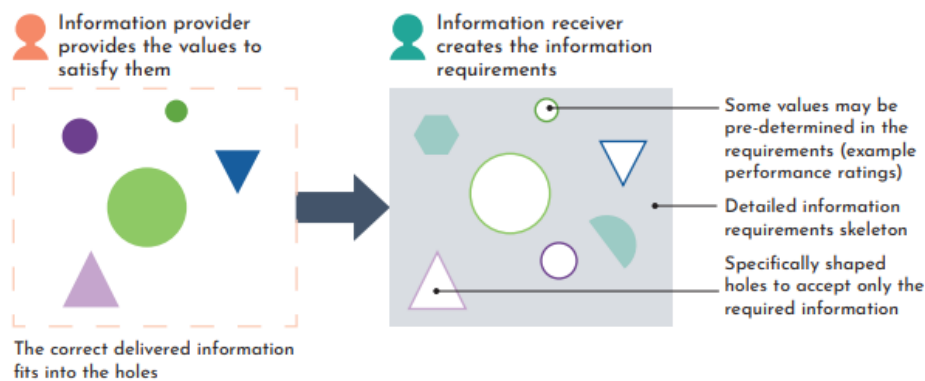 Information provider
provides the values to
satisfy them
Information receiver
creates the information
requirements
Some values may be
pre-determined in the
requirements (example
performance ratings)
Detailed information
requirements skeleton
Specifically shaped
holes to accept only the
required information
The correct delivered information
fits into the holes